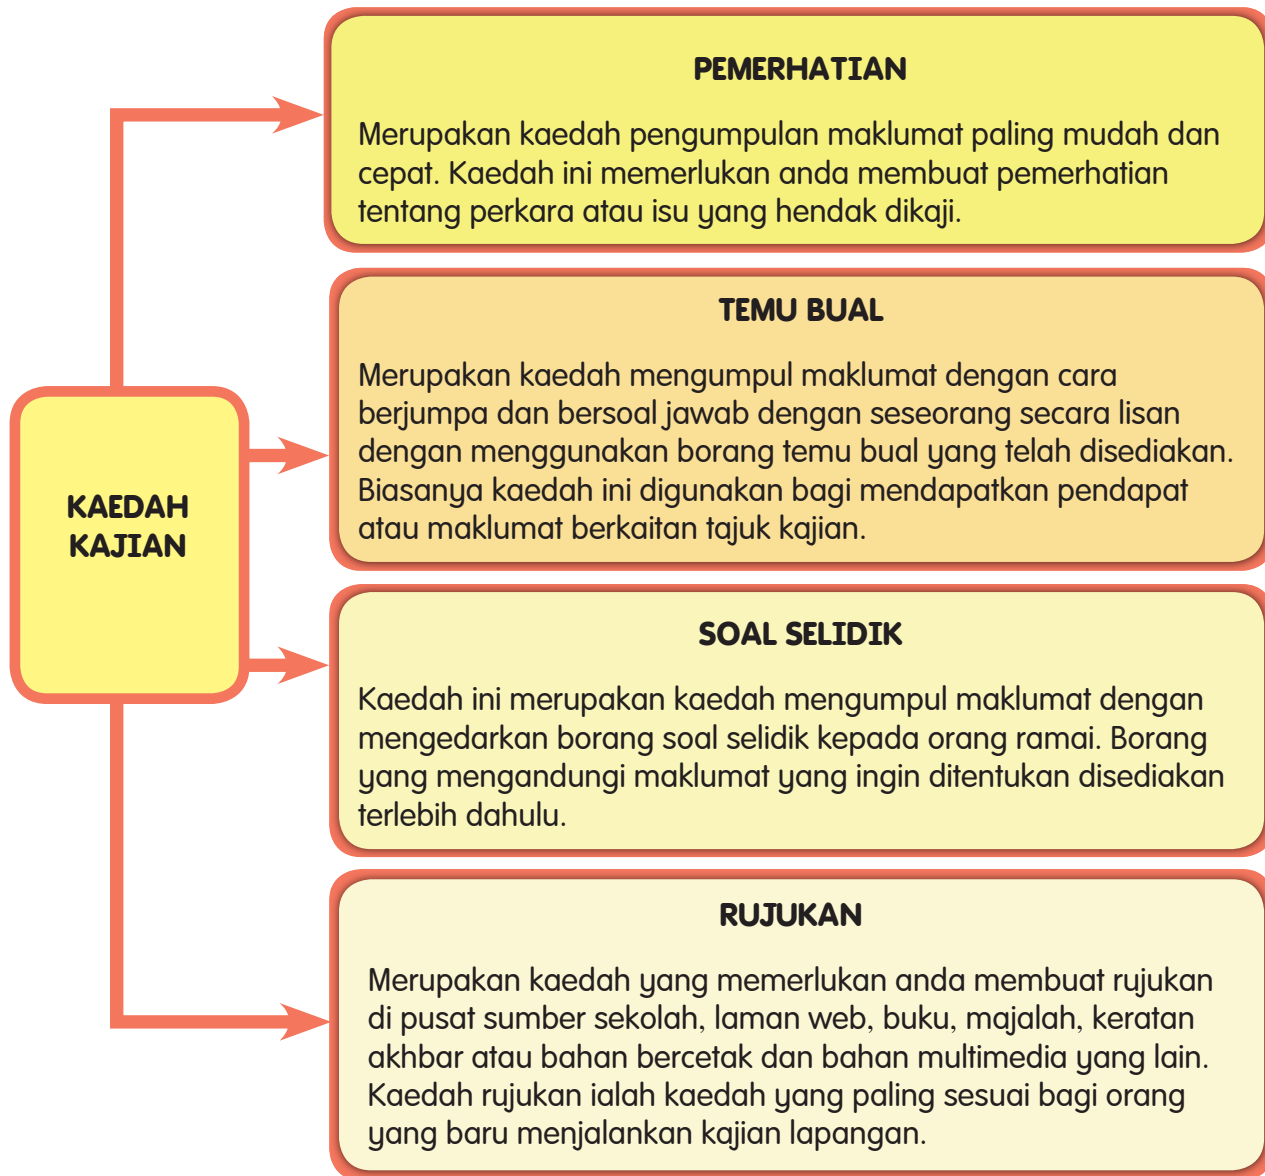 PEMERHATIAN
Merupakan kaedah pengumpulan maklumat paling mudah dan
cepat. Kaedah ini memerlukan anda membuat pemerhatian
tentang perkara atau isu yang hendak dikaji.
TEMU BUAL
Merupakan kaedah mengumpul maklumat dengan cara
berjumpa dan bersoal jawab dengan seseorang secara lisan
dengan menggunakan borang temu bual yang telah disediakan.
Biasanya kaedah ini digunakan bagi mendapatkan pendapat
atau maklumat berkaitan tajuk kajian.
KAEDAH
KAJIAN
SOAL SELIDIK
Kaedah ini merupakan kaedah mengumpul maklumat dengan
mengedarkan borang soal selidik kepada orang ramai. Borang
yang mengandungi maklumat yang ingin ditentukan disediakan
terlebih dahulu.
RUJUKAN
Merupakan kaedah yang memerlukan anda membuat rujukan
di pusat sumber sekolah, laman web, buku, majalah, keratan
akhbar atau bahan bercetak dan bahan multimedia yang lain.
Kaedah rujukan ialah kaedah yang paling sesuai bagi orang
yang baru menjalankan kajian lapangan.